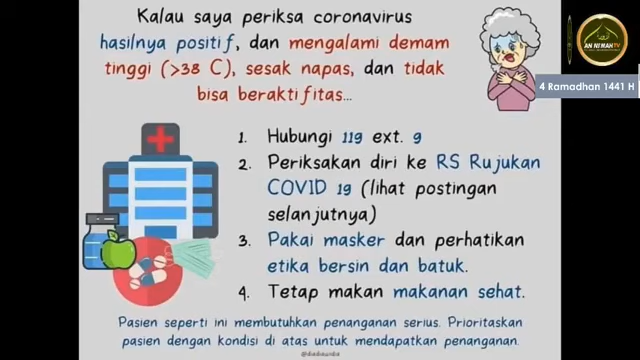 Kalau saya periksa coronavirus
hasilnya positif, dan mengalami demam
tinggi (>38 C), sesak napas, dan tidak
bisa beraktifitas...
AN NI'MAH TV
4 Ramadhan 1441 H
1. Hubungi 119 ext. 9
2. Periksakan diri ke RS Rujukan
COVID 19 (lihat postingan
selanjutnya)
3. Pakai masker dan perhatikan
etika bersin dan batuk.
4. Tetap makan makanan sehat.
Pasien seperti ini membutuhkan penanganan serius. Prioritaskan
pasien dengan kondisi di atas untuk mendapatkan penanganan.